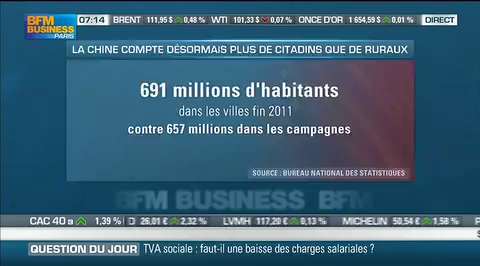 BFM BUSINESS PARIS
07:14 BRENT 111,95 $ 0,48 % WTI 101,33 $ 0,07 % ONCE D'OR 1 654,59 $ 0,01 % DIRECT
LA CHINE COMPTE DÉSORMAIS PLUS DE CITADINS QUE DE RURAUX
691 millions d'habitants
dans les villes fin 2011
contre 657 millions dans les campagnes
SOURCE : BUREAU NATIONAL DES STATISTIQUES
BFM BUSINESS BFM
CAC 40 1,39 % D 26,01 € 2,32 % LVMH 117,20 € 0,13 % MICHELIN 50,54 € 1,58 %
QUESTION DU JOUR TVA sociale : faut-il une baisse des charges salariales ?